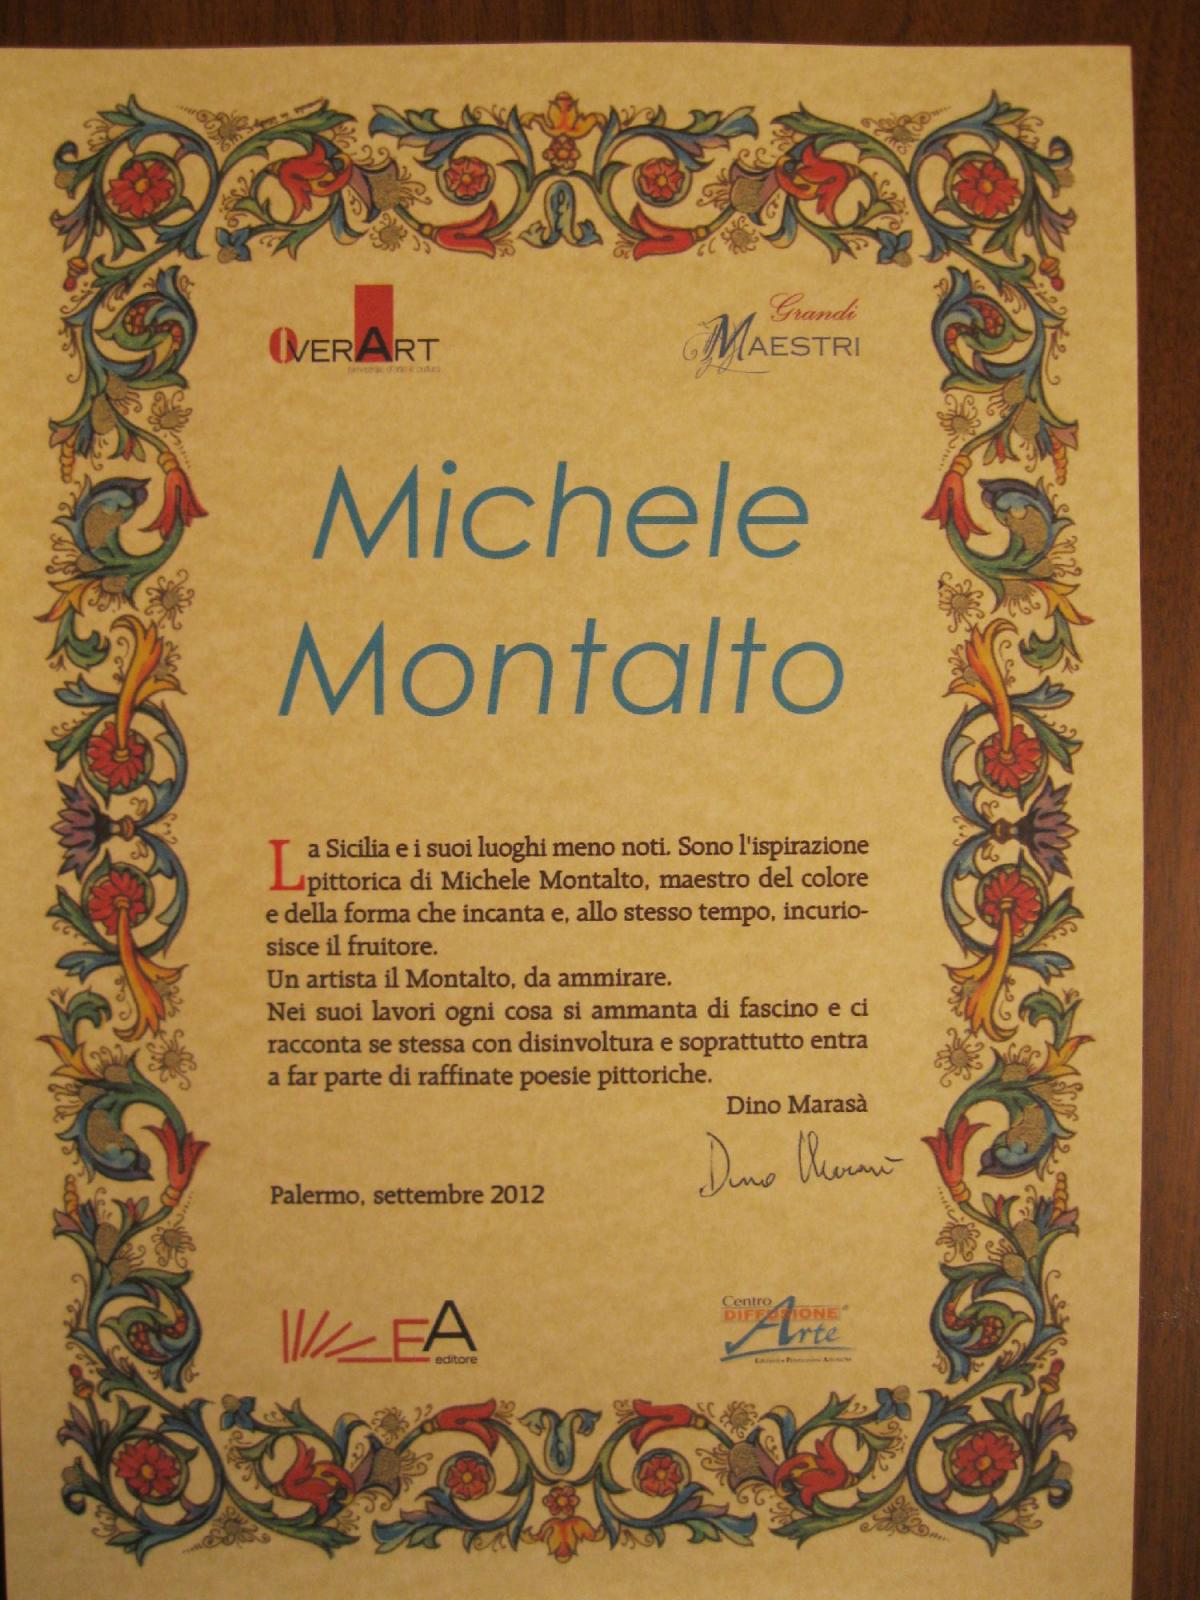 OVERART
Grandi
MAESTRI
Michele
Montalto
La Sicilia e i suoi luoghi meno noti. Sono l'ispirazione
pittorica di Michele Montalto, maestro del colore
e della forma che incanta e, allo stesso tempo, incurio-
sisce il fruitore.
Un artista il Montalto, da ammirare.
Nei suoi lavori ogni cosa si ammanta di fascino e ci
racconta se stessa con disinvoltura e soprattutto entra
a far parte di raffinate poesie pittoriche.
Dino Marasà
Dino Marasà
Palermo, settembre 2012
EA
editore
Centro
DIFFUSIONE
Arte